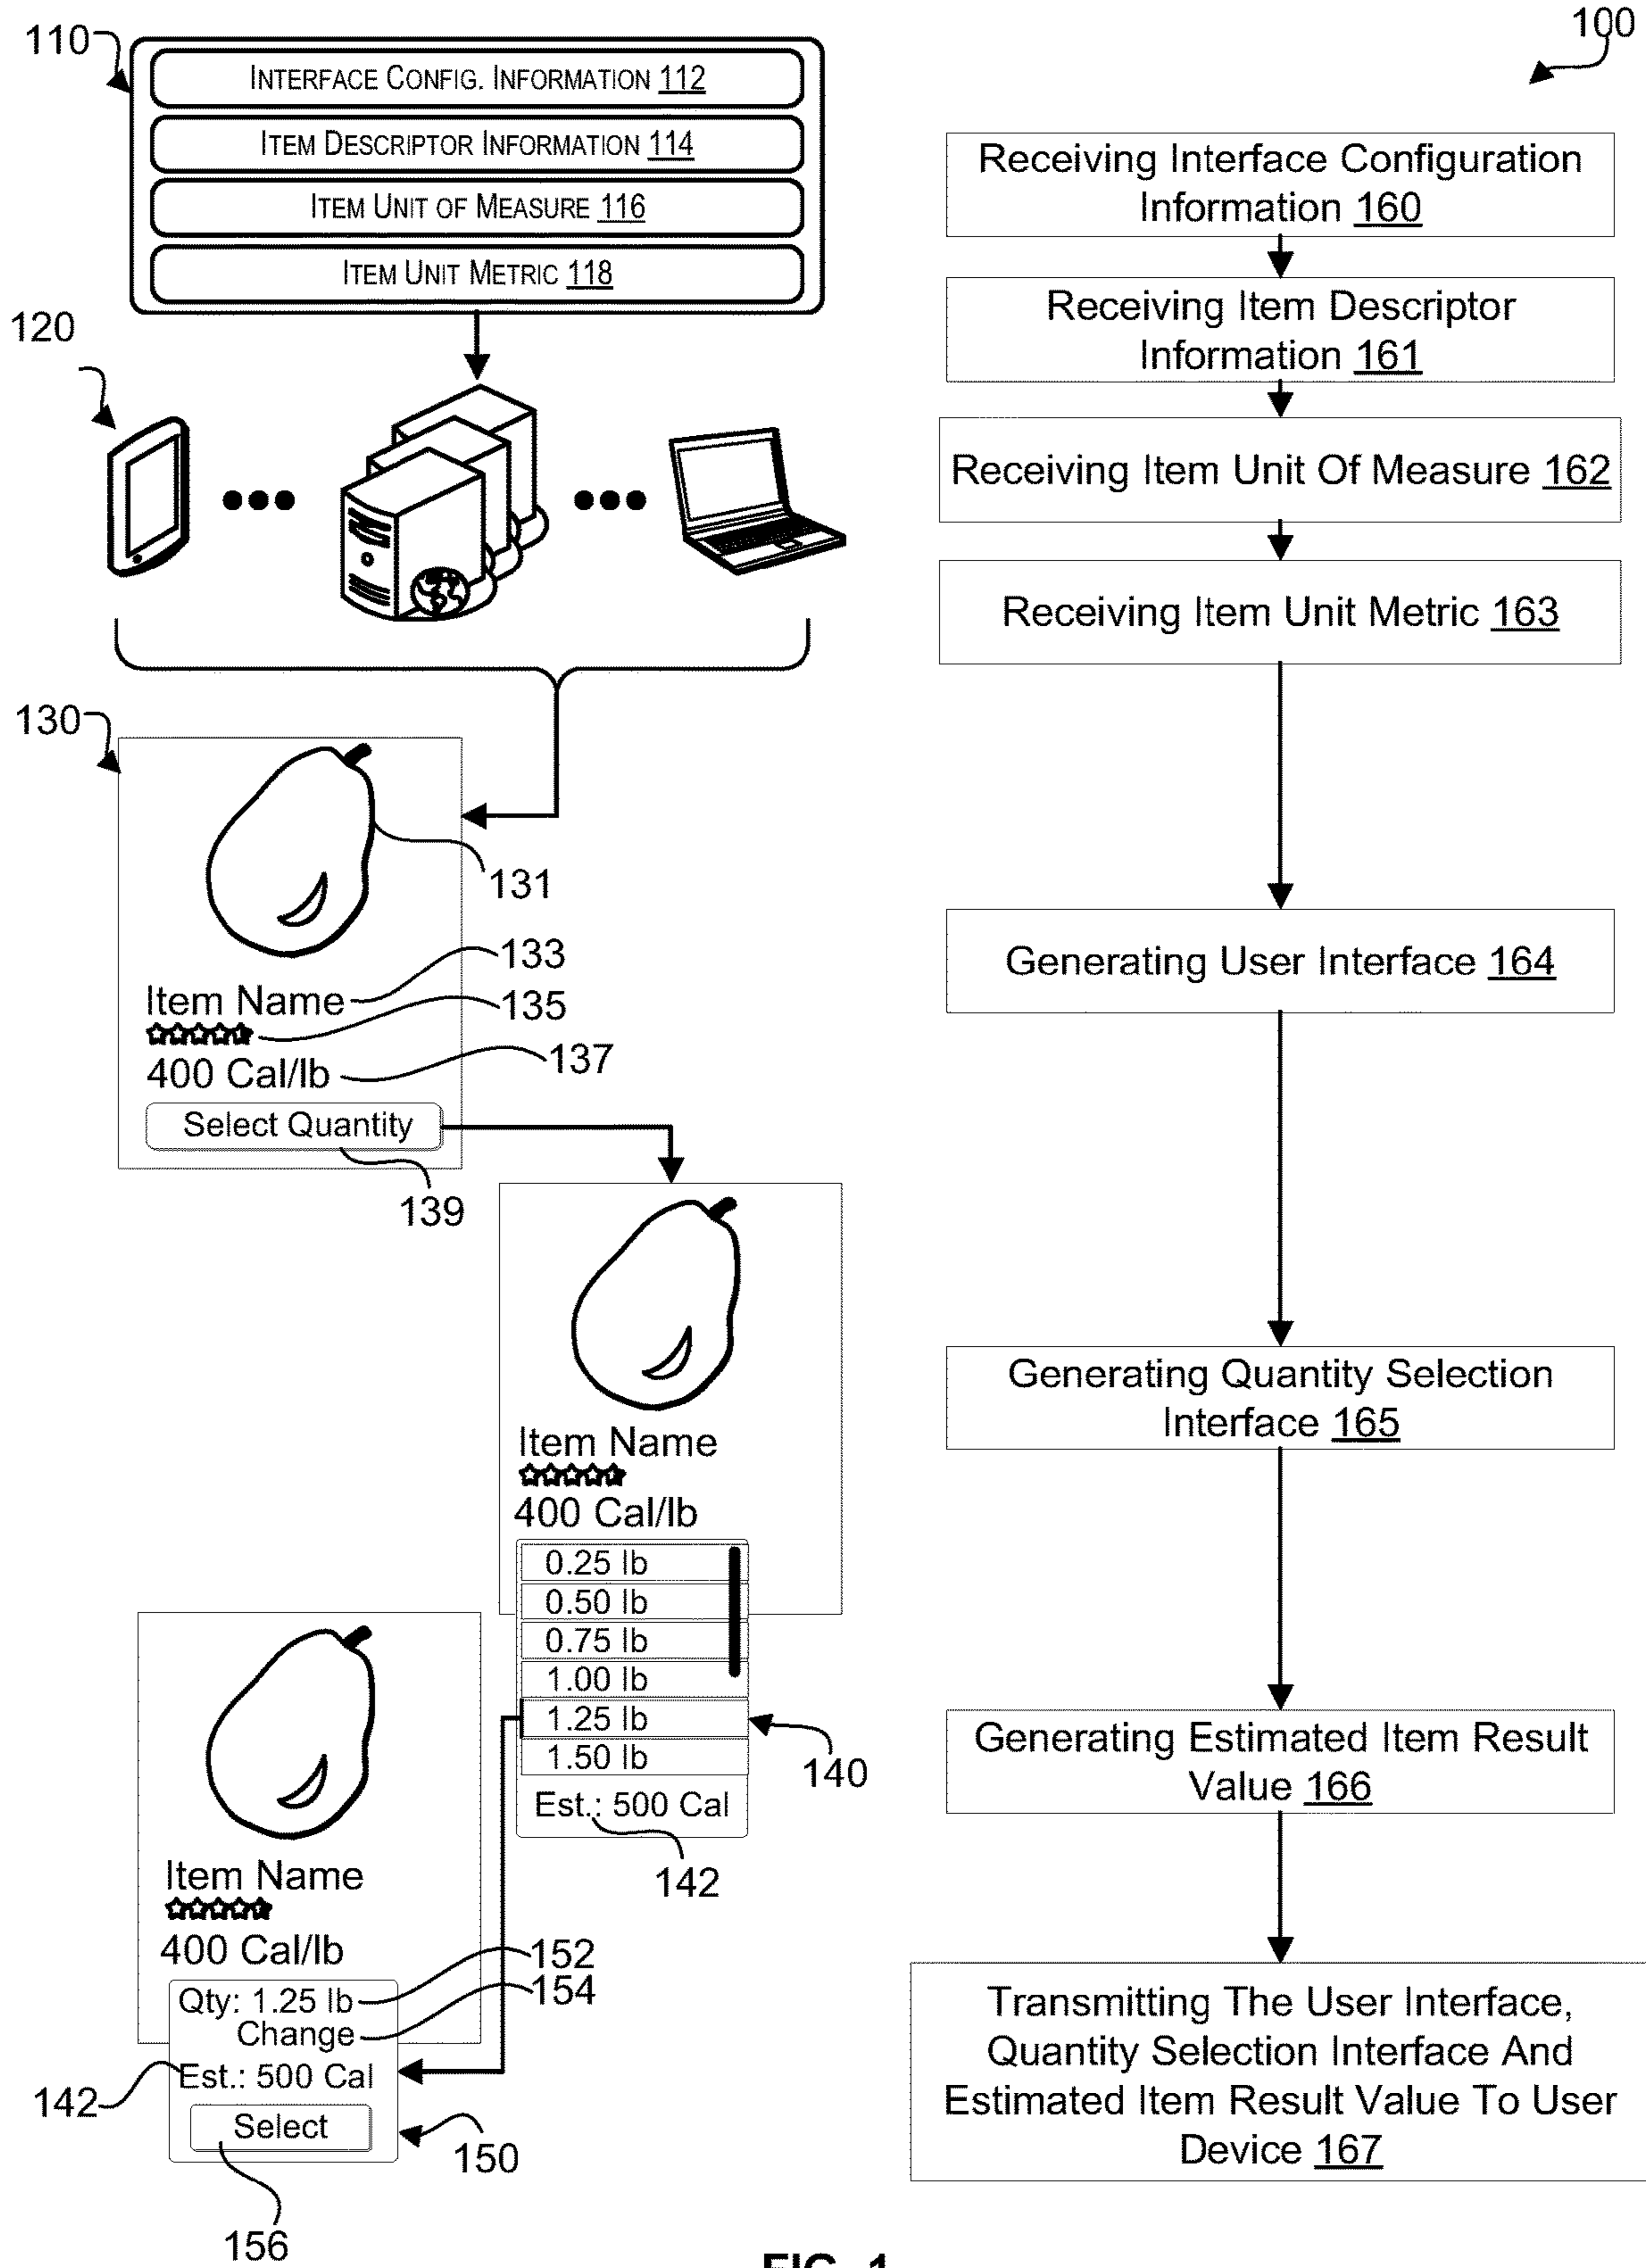 100
110
INTERFACE CONFIG. INFORMATION 112
ITEM DESCRIPTOR INFORMATION 114
ITEM UNIT OF MEASURE 116
ITEM UNIT METRIC 118
120
130
131
Item Name
133
135
400 Cal/lb
137
Select Quantity
139
Item Name
400 Cal/lb
0.25 lb
0.50 lb
0.75 lb
1.00 lb
1.25 lb
1.50 lb
140
Est.: 500 Cal
142
Item Name
400 Cal/lb
152
Qty: 1.25 lb
154
Change
Est.: 500 Cal
142
Select
150
156
Receiving Interface Configuration
Information 160
Receiving Item Descriptor
Information 161
Receiving Item Unit Of Measure 162
Receiving Item Unit Metric 163
Generating User Interface 164
Generating Quantity Selection
Interface 165
Generating Estimated Item Result
Value 166
Transmitting The User Interface,
Quantity Selection Interface And
Estimated Item Result Value To User
Device 167
FIG. 1